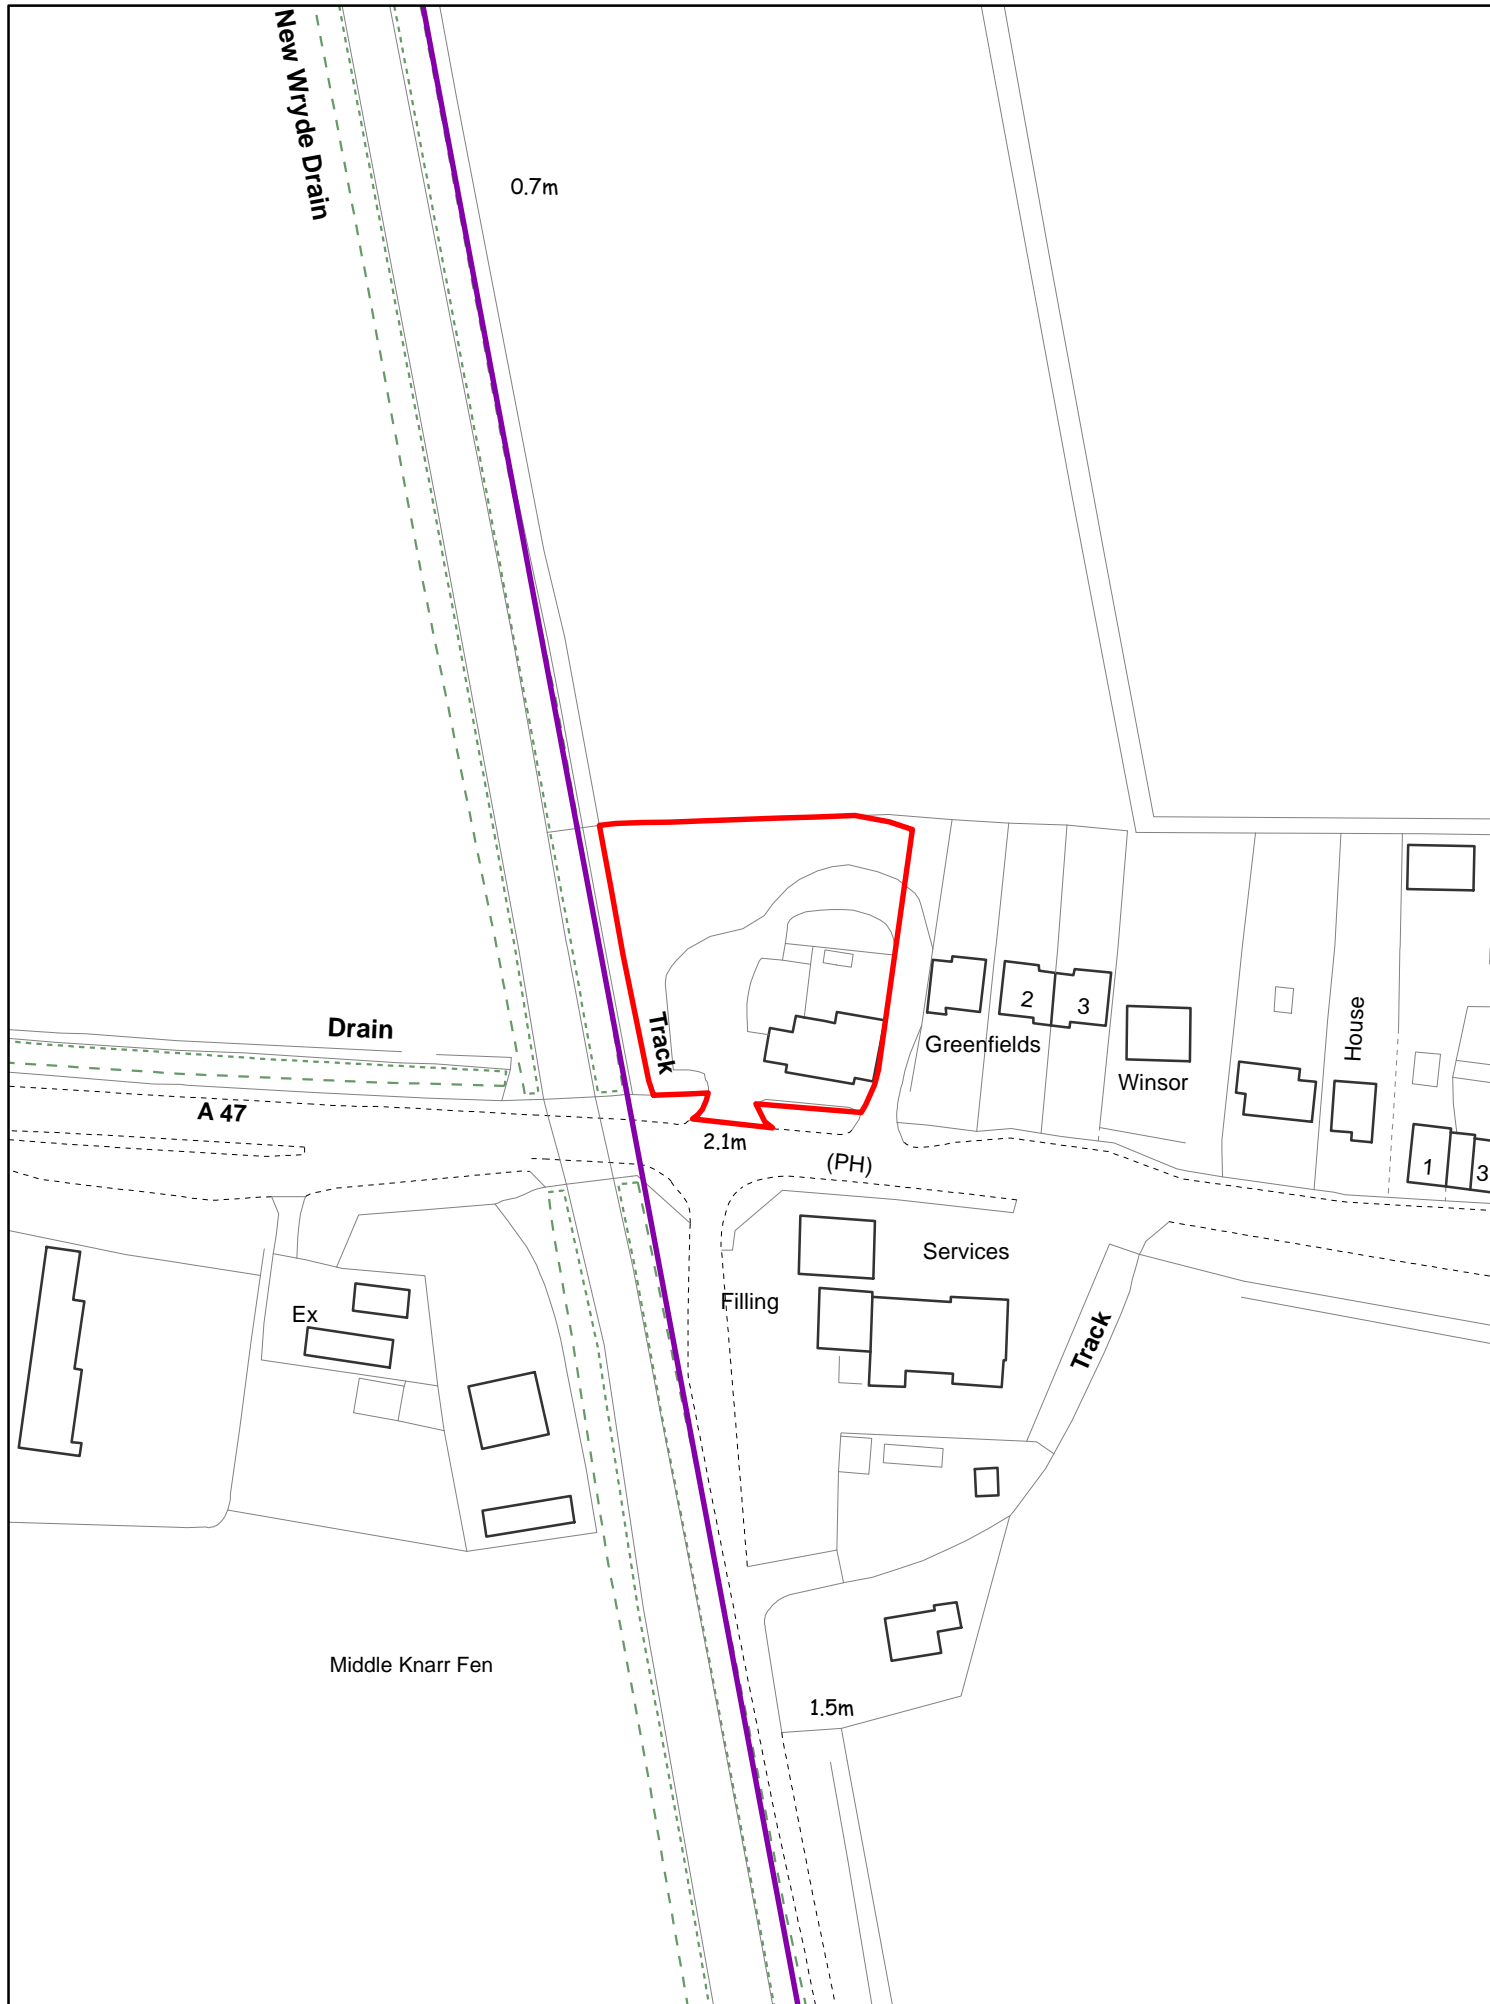 New Wryde Drain
0.7m
Drain
Track
2
3
Greenfields
Winsor
House
A 47
2.1m
(PH)
1
3
Services
Filling
Ex
Track
Middle Knarr Fen
1.5m